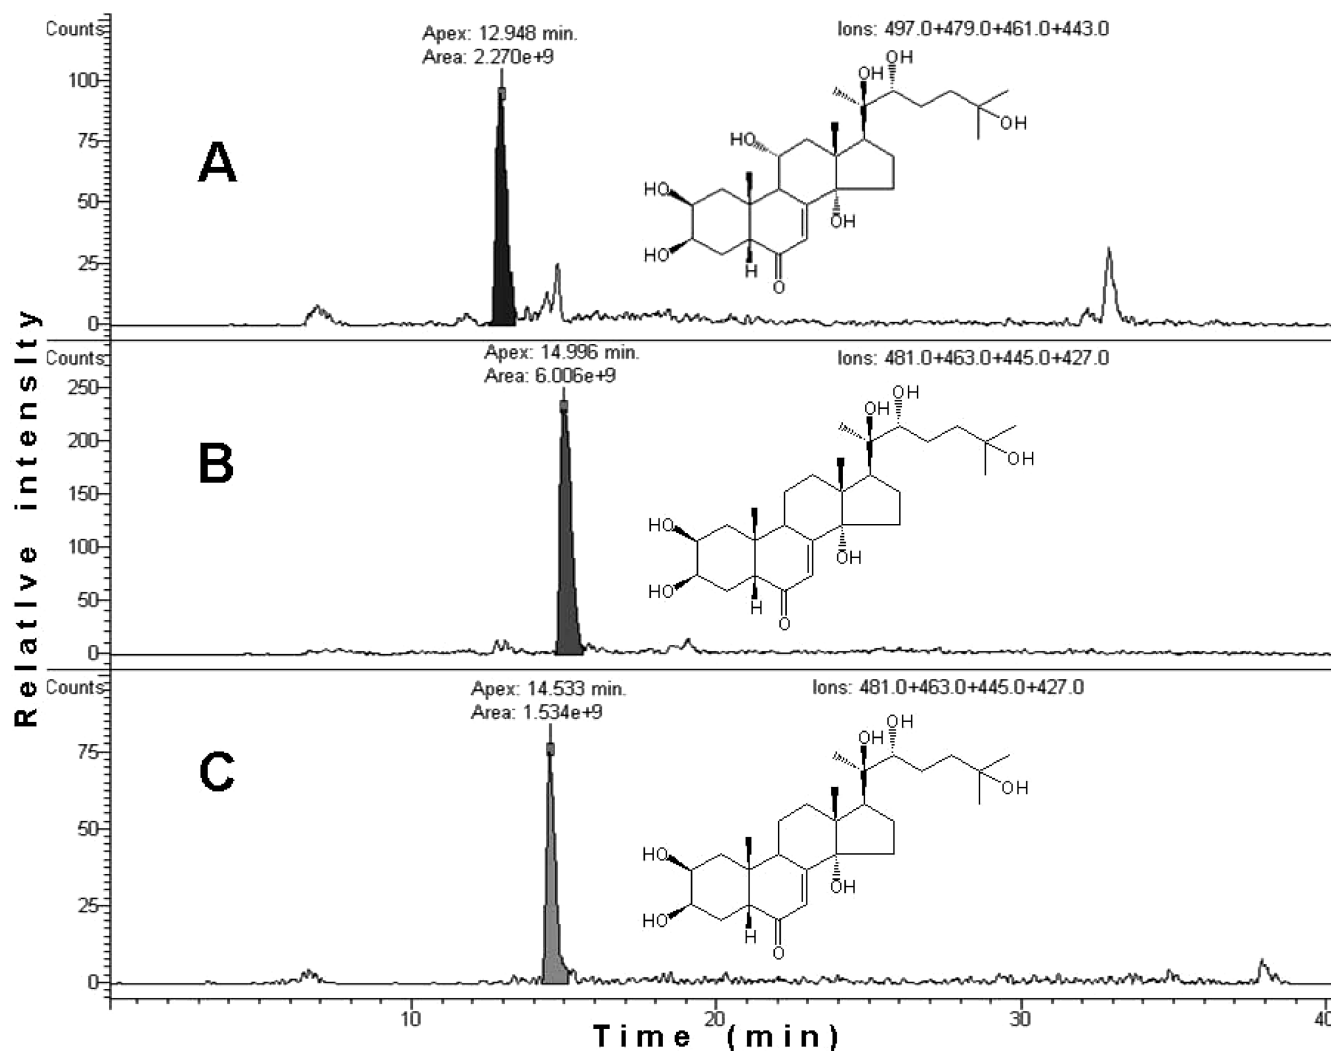 Relative intensity
Counts
Apex: 12.948 min.
Area: 2.270e+9
Ions: 497.0+479.0+461.0+443.0
100
75
50
25
0
A
OH
OH
OH
HO
HO
HO
OH
H
O
Counts
Apex: 14.996 min.
Area: 6.006e+9
Ions: 481.0+463.0+445.0+427.0
250
200
150
100
50
0
B
OH
OH
OH
HO
HO
OH
H
O
Counts
Apex: 14.533 min.
Area: 1.534e+9
Ions: 481.0+463.0+445.0+427.0
75
50
25
0
C
OH
OH
OH
HO
HO
OH
H
O
10
20
30
40
Time (min)